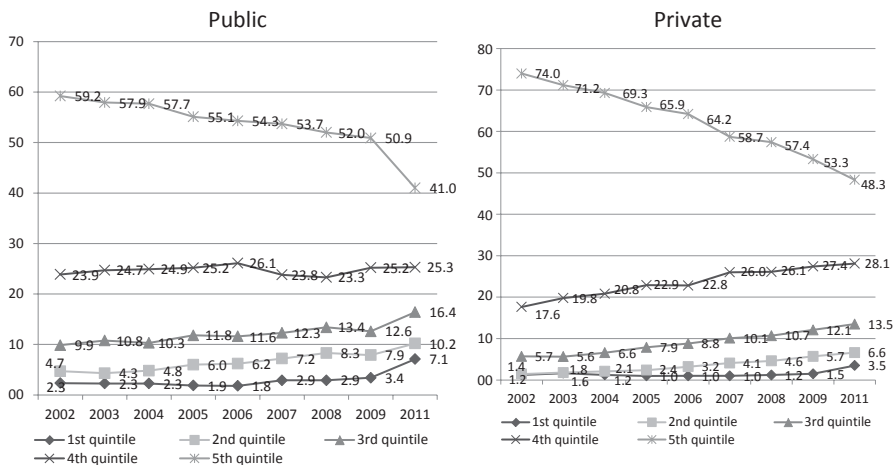 Public
70
60
50
40
30
20
10
00
59.2 57.9 57.7 55.1 54.3 53.7 52.0 50.9 41.0
23.9 24.7 24.9 25.2 26.1 23.8 23.3 25.2 25.3
9.9 10.8 10.3 11.8 11.6 12.3 13.4 12.6 16.4
4.7 4.3 4.8 6.0 6.2 7.2 8.3 7.9 10.2
2.3 2.3 2.3 1.9 1.8 2.9 2.9 3.4 7.1
2002 2003 2004 2005 2006 2007 2008 2009 2011
1st quintile 2nd quintile 3rd quintile
4th quintile 5th quintile
Private
80
70
60
50
40
30
20
10
00
74.0 71.2 69.3 65.9 64.2 58.7 57.4 53.3 48.3
17.6 19.8 20.8 22.9 22.8 26.0 26.1 27.4 28.1
5.7 5.6 6.6 7.9 8.8 10.1 10.7 12.1 13.5
1.4 1.8 2.1 2.4 3.2 4.1 4.6 5.7 6.6
1.2 1.6 1.2 1.0 1.0 1.0 1.2 1.5 3.5
2002 2003 2004 2005 2006 2007 2008 2009 2011
1st quintile 2nd quintile 3rd quintile
4th quintile 5th quintile